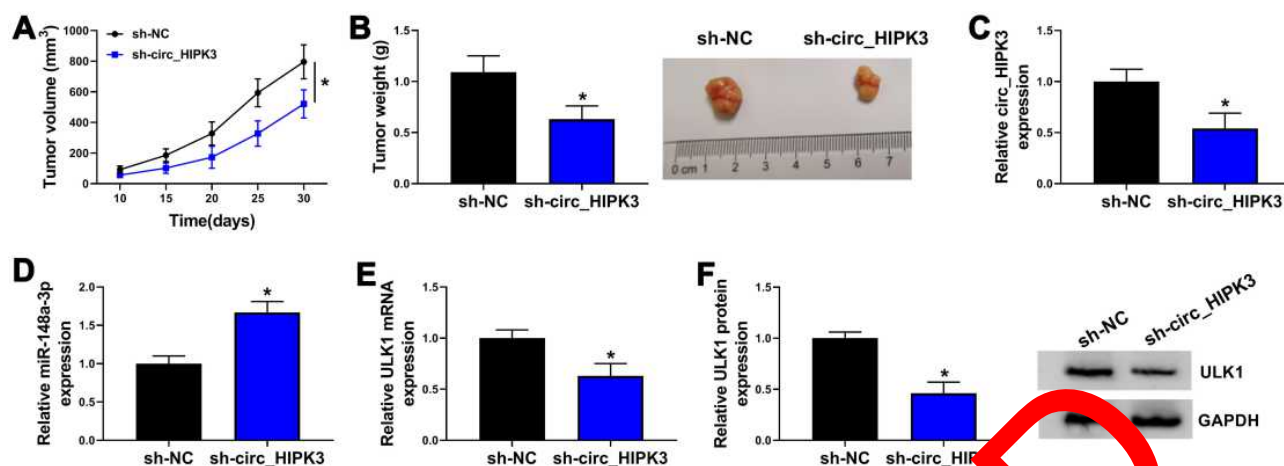 A
Tumor volume (mm³)
sh-NC
sh-circ_HIPK3
1000
800
600
400
200
0
10 15 20 25 30
Time(days)
*
B
Tumor weight (g)
1.5
1.0
0.5
0.0
*
sh-NC sh-circ_HIPK3
sh-NC sh-circ_HIPK3
0 cm 1 2 3 4 5 6 7
C
Relative circ_HIPK3
expression
1.5
1.0
0.5
0.0
*
sh-NC sh-circ_HIPK3
D
Relative miR-148a-3p
expression
2.0
1.5
1.0
0.5
0.0
*
sh-NC sh-circ_HIPK3
E
Relative ULK1 mRNA
expression
1.5
1.0
0.5
0.0
*
sh-NC sh-circ_HIPK3
F
Relative ULK1 protein
expression
1.5
1.0
0.5
0.0
*
sh-NC
sh-NC sh-circ_HIPK3
ULK1
GAPDH